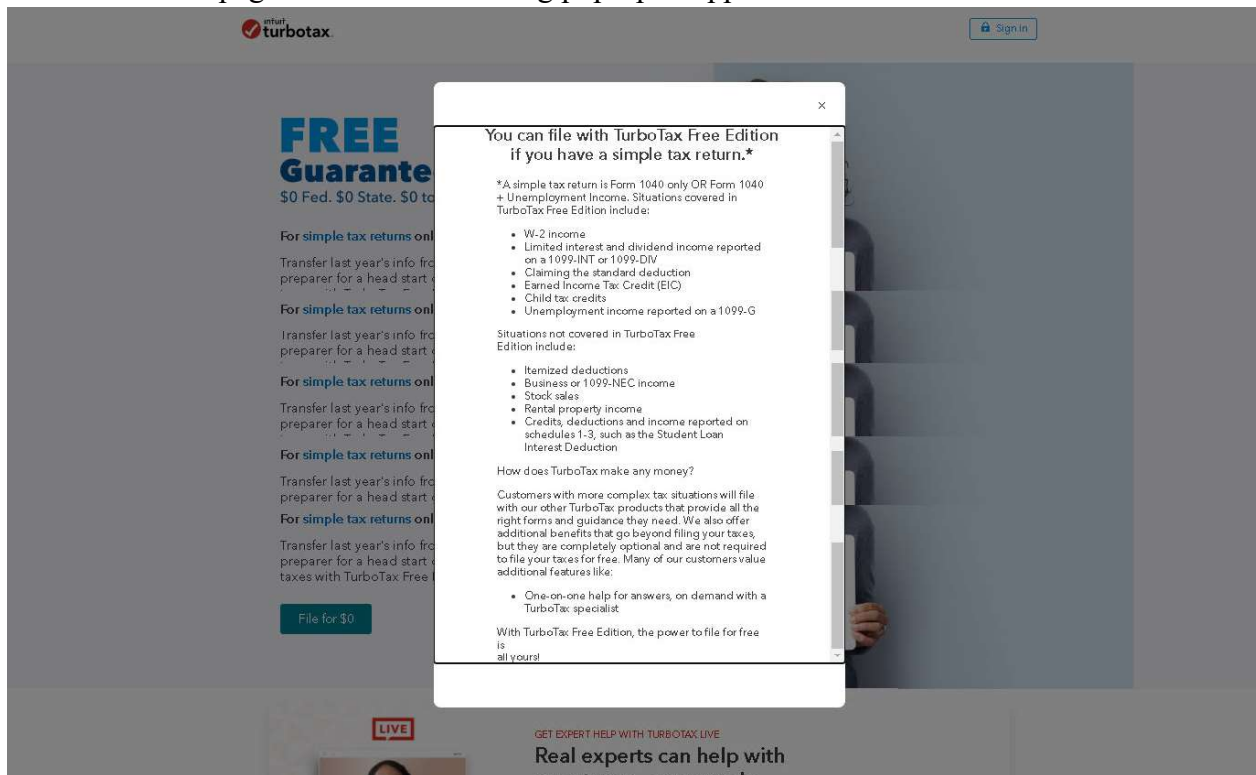 intuit
turbotax.
Sign in
×
FREE
Guarante
$0 Fed. $0 State. $0 to
For simple tax returns onl
Transfer last year's info fro
preparer for a head start
For simple tax returns onl
Transfer last year's info fro
preparer for a head start
For simple tax returns onl
Transfer last year's info fro
preparer for a head start
For simple tax returns onl
Transfer last year's info fro
preparer for a head start
For simple tax returns onl
Transfer last year's info fro
preparer for a head start
taxes with TurboTax Free
File for $0
You can file with TurboTax Free Edition
if you have a simple tax return.*
*A simple tax return is Form 1040 only OR Form 1040
+ Unemployment Income. Situations covered in
TurboTax Free Edition include:
• W-2 income
• Limited interest and dividend income reported
on a 1099-INT or 1099-DIV
• Claiming the standard deduction
• Earned Income Tax Credit (EIC)
• Child tax credits
• Unemployment income reported on a 1099-G
Situations not covered in TurboTax Free
Edition include:
• Itemized deductions
• Business or 1099-NEC income
• Stock sales
• Rental property income
• Credits, deductions and income reported on
schedules 1-3, such as the Student Loan
Interest Deduction
How does TurboTax make any money?
Customers with more complex tax situations will file
with our other TurboTax products that provide all the
right forms and guidance they need. We also offer
additional benefits that go beyond filing your taxes,
but they are completely optional and are not required
to file your taxes for free. Many of our customers value
additional features like:
• One-on-one help for answers, on demand with a
TurboTax specialist
With TurboTax Free Edition, the power to file for free
is
all yours!
LIVE
GET EXPERT HELP WITH TURBOTAX LIVE
Real experts can help with